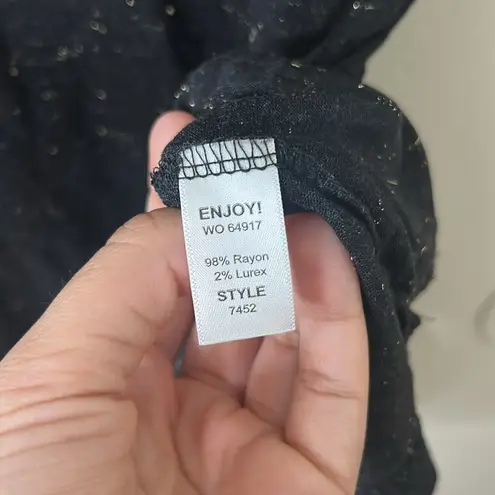 ENJOY!
WO 64917
98% Rayon
2% Lurex
STYLE
7452